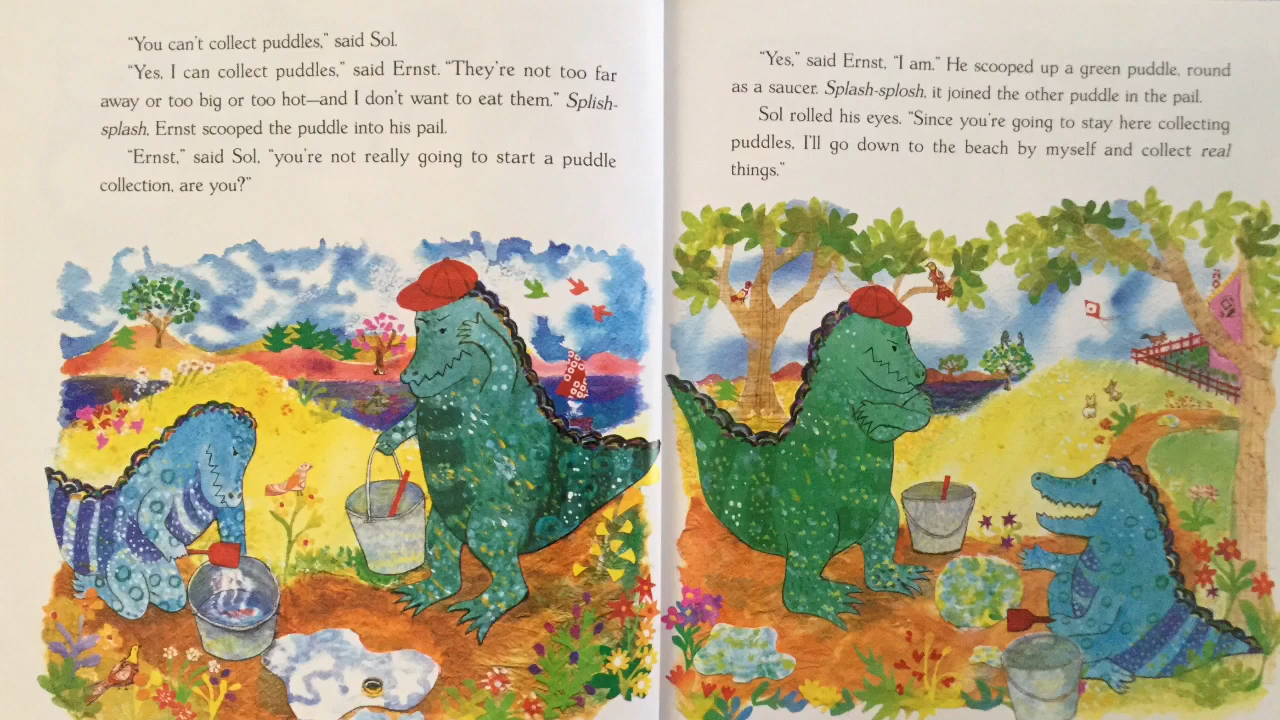 “You can’t collect puddles,” said Sol.
“Yes, I can collect puddles,” said Ernst. “They’re not too far
away or too big or too hot—and I don’t want to eat them.” Splish-
splash, Ernst scooped the puddle into his pail.
“Ernst,” said Sol, “you’re not really going to start a puddle
collection, are you?”
“Yes,” said Ernst, “I am.” He scooped up a green puddle, round
as a saucer. Splash-splosh, it joined the other puddle in the pail.
Sol rolled his eyes. “Since you’re going to stay here collecting
puddles, I’ll go down to the beach by myself and collect real
things.”